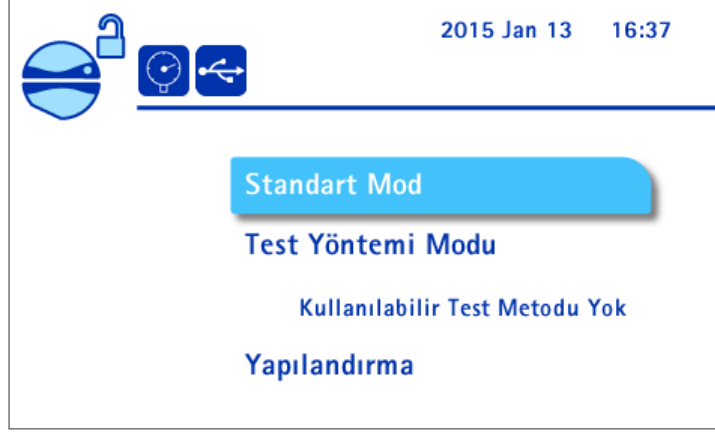 2015 Jan 13 16:37
Standart Mod
Test Yöntemi Modu
Kullanılabilir Test Metodu Yok
Yapılandırma